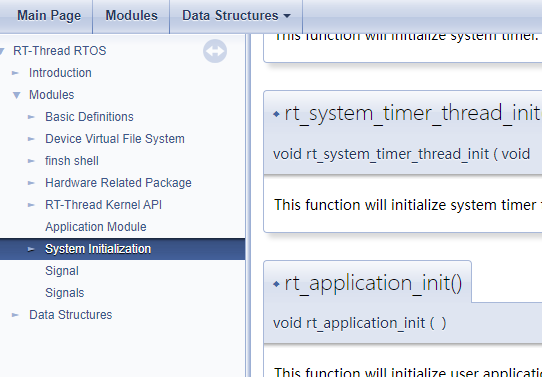 Main Page
Modules
Data Structures
RT-Thread RTOS
Introduction
Modules
Basic Definitions
Device Virtual File System
finsh shell
Hardware Related Package
RT-Thread Kernel API
Application Module
System Initialization
Signal
Signals
Data Structures
This function will initialize system timer.
rt_system_timer_thread_init
void rt_system_timer_thread_init ( void
This function will initialize system timer
rt_application_init()
void rt_application_init ( )
This function will initialize user